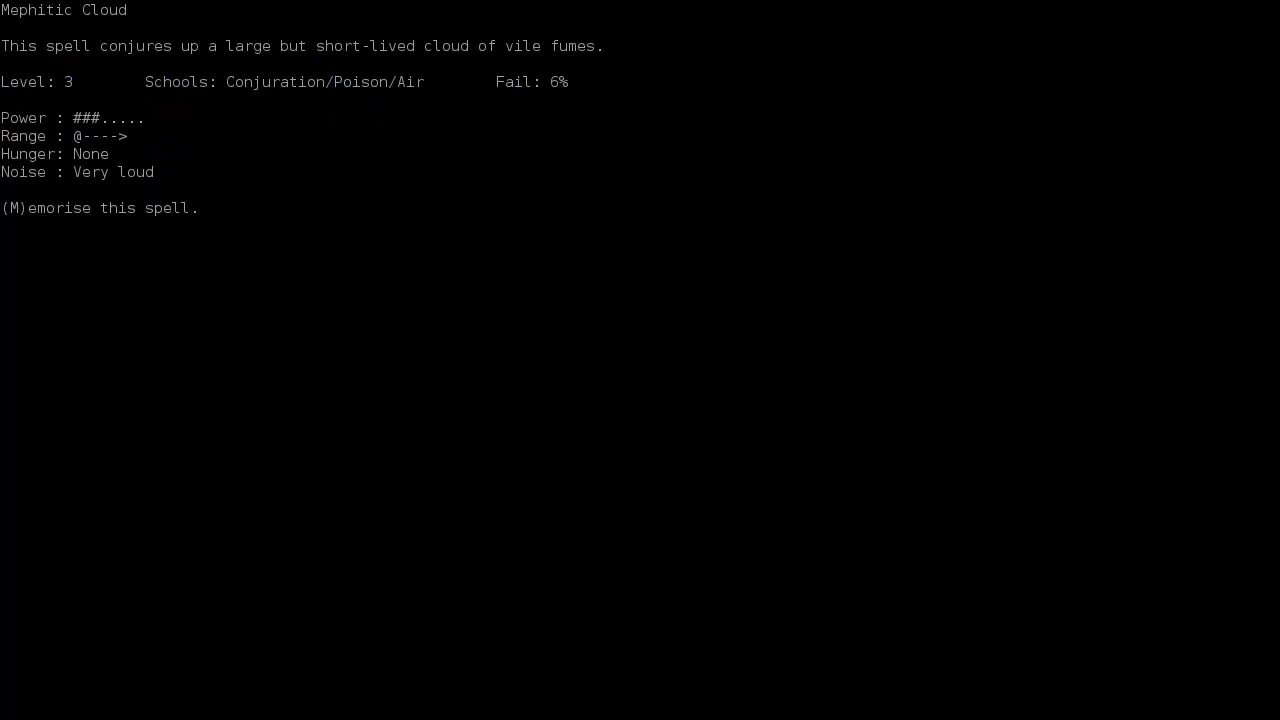 Mephitic Cloud
This spell conjures up a large but short-lived cloud of vile fumes.
Level: 3        Schools: Conjuration/Poison/Air        Fail: 6%
Power : ###.....
Range : @---->
Hunger: None
Noise : Very loud
(M)emorise this spell.